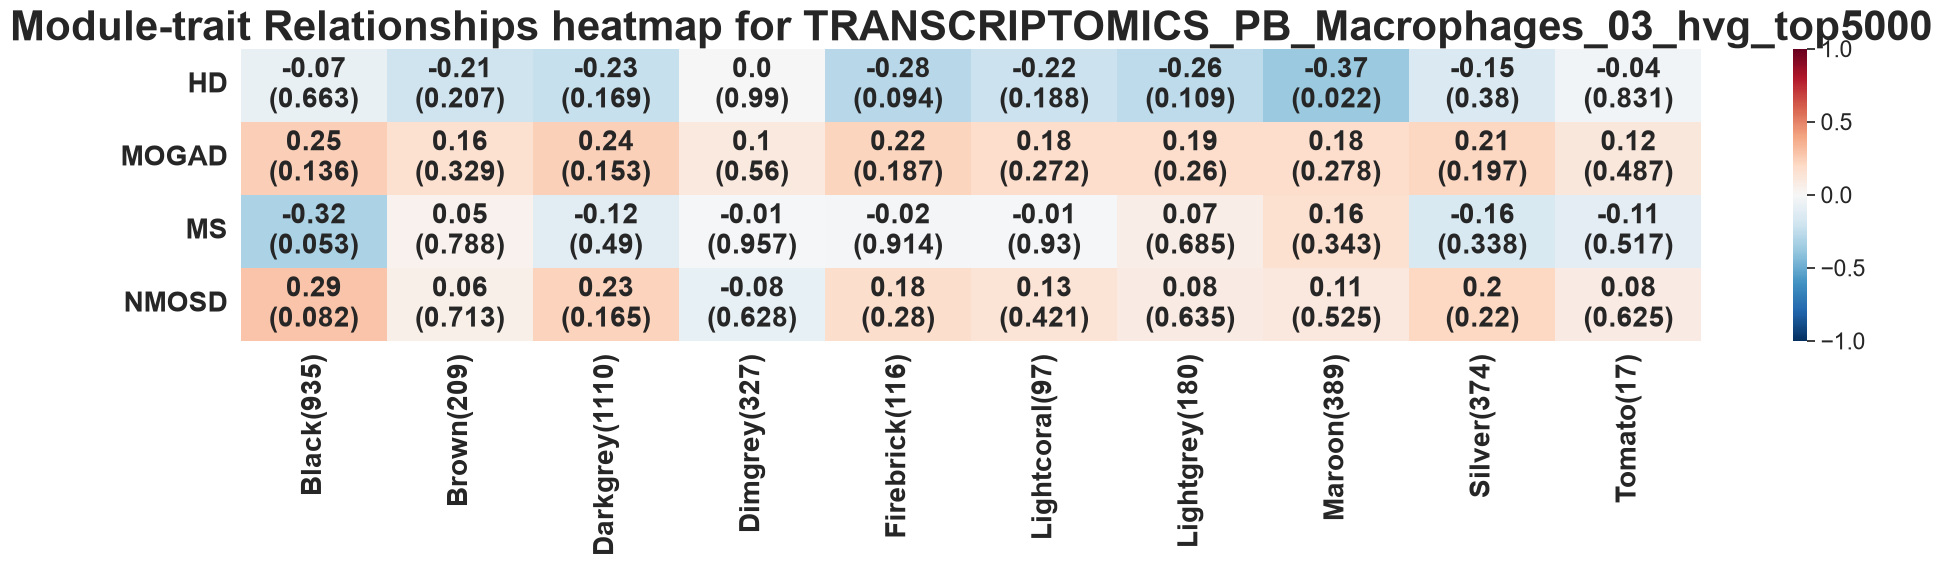 Module-trait Relationships heatmap for TRANSCRIPTOMICS_PB_Macrophages_03_hvg_top5000
HD
-0.07 -0.21 -0.23 0.0 -0.28 -0.22 -0.26 -0.37 -0.15 -0.04
(0.663) (0.207) (0.169) (0.99) (0.094) (0.188) (0.109) (0.022) (0.38) (0.831)
MOGAD
0.25 0.16 0.24 0.1 0.22 0.18 0.19 0.18 0.21 0.12
(0.136) (0.329) (0.153) (0.56) (0.187) (0.272) (0.26) (0.278) (0.197) (0.487)
MS
-0.32 0.05 -0.12 -0.01 -0.02 -0.01 0.07 0.16 -0.16 -0.11
(0.053) (0.788) (0.49) (0.957) (0.914) (0.93) (0.685) (0.343) (0.338) (0.517)
NMOSD
0.29 0.06 0.23 -0.08 0.18 0.13 0.08 0.11 0.2 0.08
(0.082) (0.713) (0.165) (0.628) (0.28) (0.421) (0.635) (0.525) (0.22) (0.625)
Black(935)
Brown(209)
Darkgrey(1110)
Dimgrey(327)
Firebrick(116)
Lightcoral(97)
Lightgrey(180)
Maroon(389)
Silver(374)
Tomato(17)
1.0
0.5
0.0
−0.5
−1.0